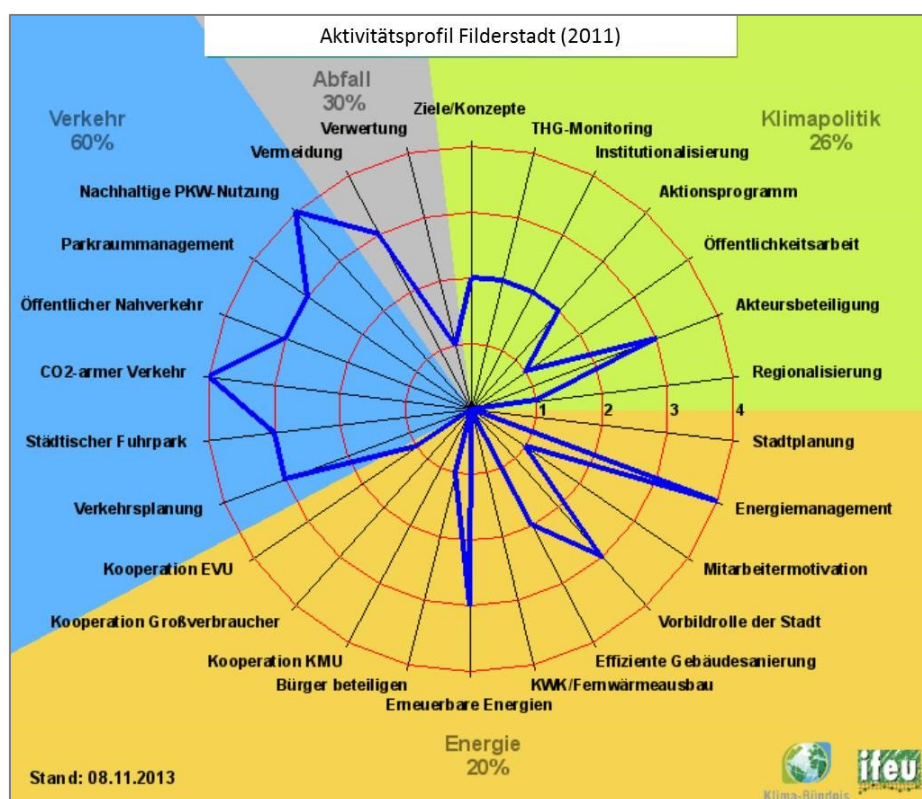 Aktivitätsprofil Filderstadt (2011)
Abfall
30%
Verkehr
60%
Klimapolitik
26%
Ziele/Konzepte
THG-Monitoring
Institutionalisierung
Aktionsprogramm
Öffentlichkeitsarbeit
Akteursbeteiligung
Regionalisierung
1 2 3 4
Stadtplanung
Energiemanagement
Mitarbeitermotivation
Vorbildrolle der Stadt
Effiziente Gebäudesanierung
KWK/Fernwärmeausbau
Erneuerbare Energien
Bürger beteiligen
Kooperation KMU
Kooperation Großverbraucher
Kooperation EVU
Verkehrsplanung
Städtischer Fuhrpark
CO2-armer Verkehr
Öffentlicher Nahverkehr
Parkraummanagement
Nachhaltige PKW-Nutzung
Vermeidung
Verwertung
Energie
20%
Stand: 08.11.2013
Klima-Bündnis
ifeu